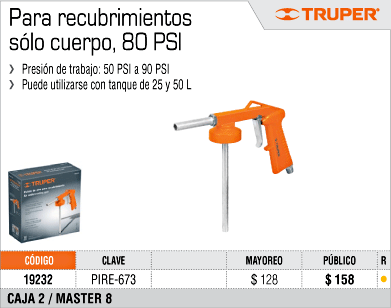 Para recubrimientos
sólo cuerpo, 80 PSI
TRUPER®
Presión de trabajo: 50 PSI a 90 PSI
Puede utilizarse con tanque de 25 y 50 L
TRUPER
CÓDIGO CLAVE MAYOREO PÚBLICO R
19232 PIRE-673 $ 128 $ 158
CAJA 2 / MASTER 8